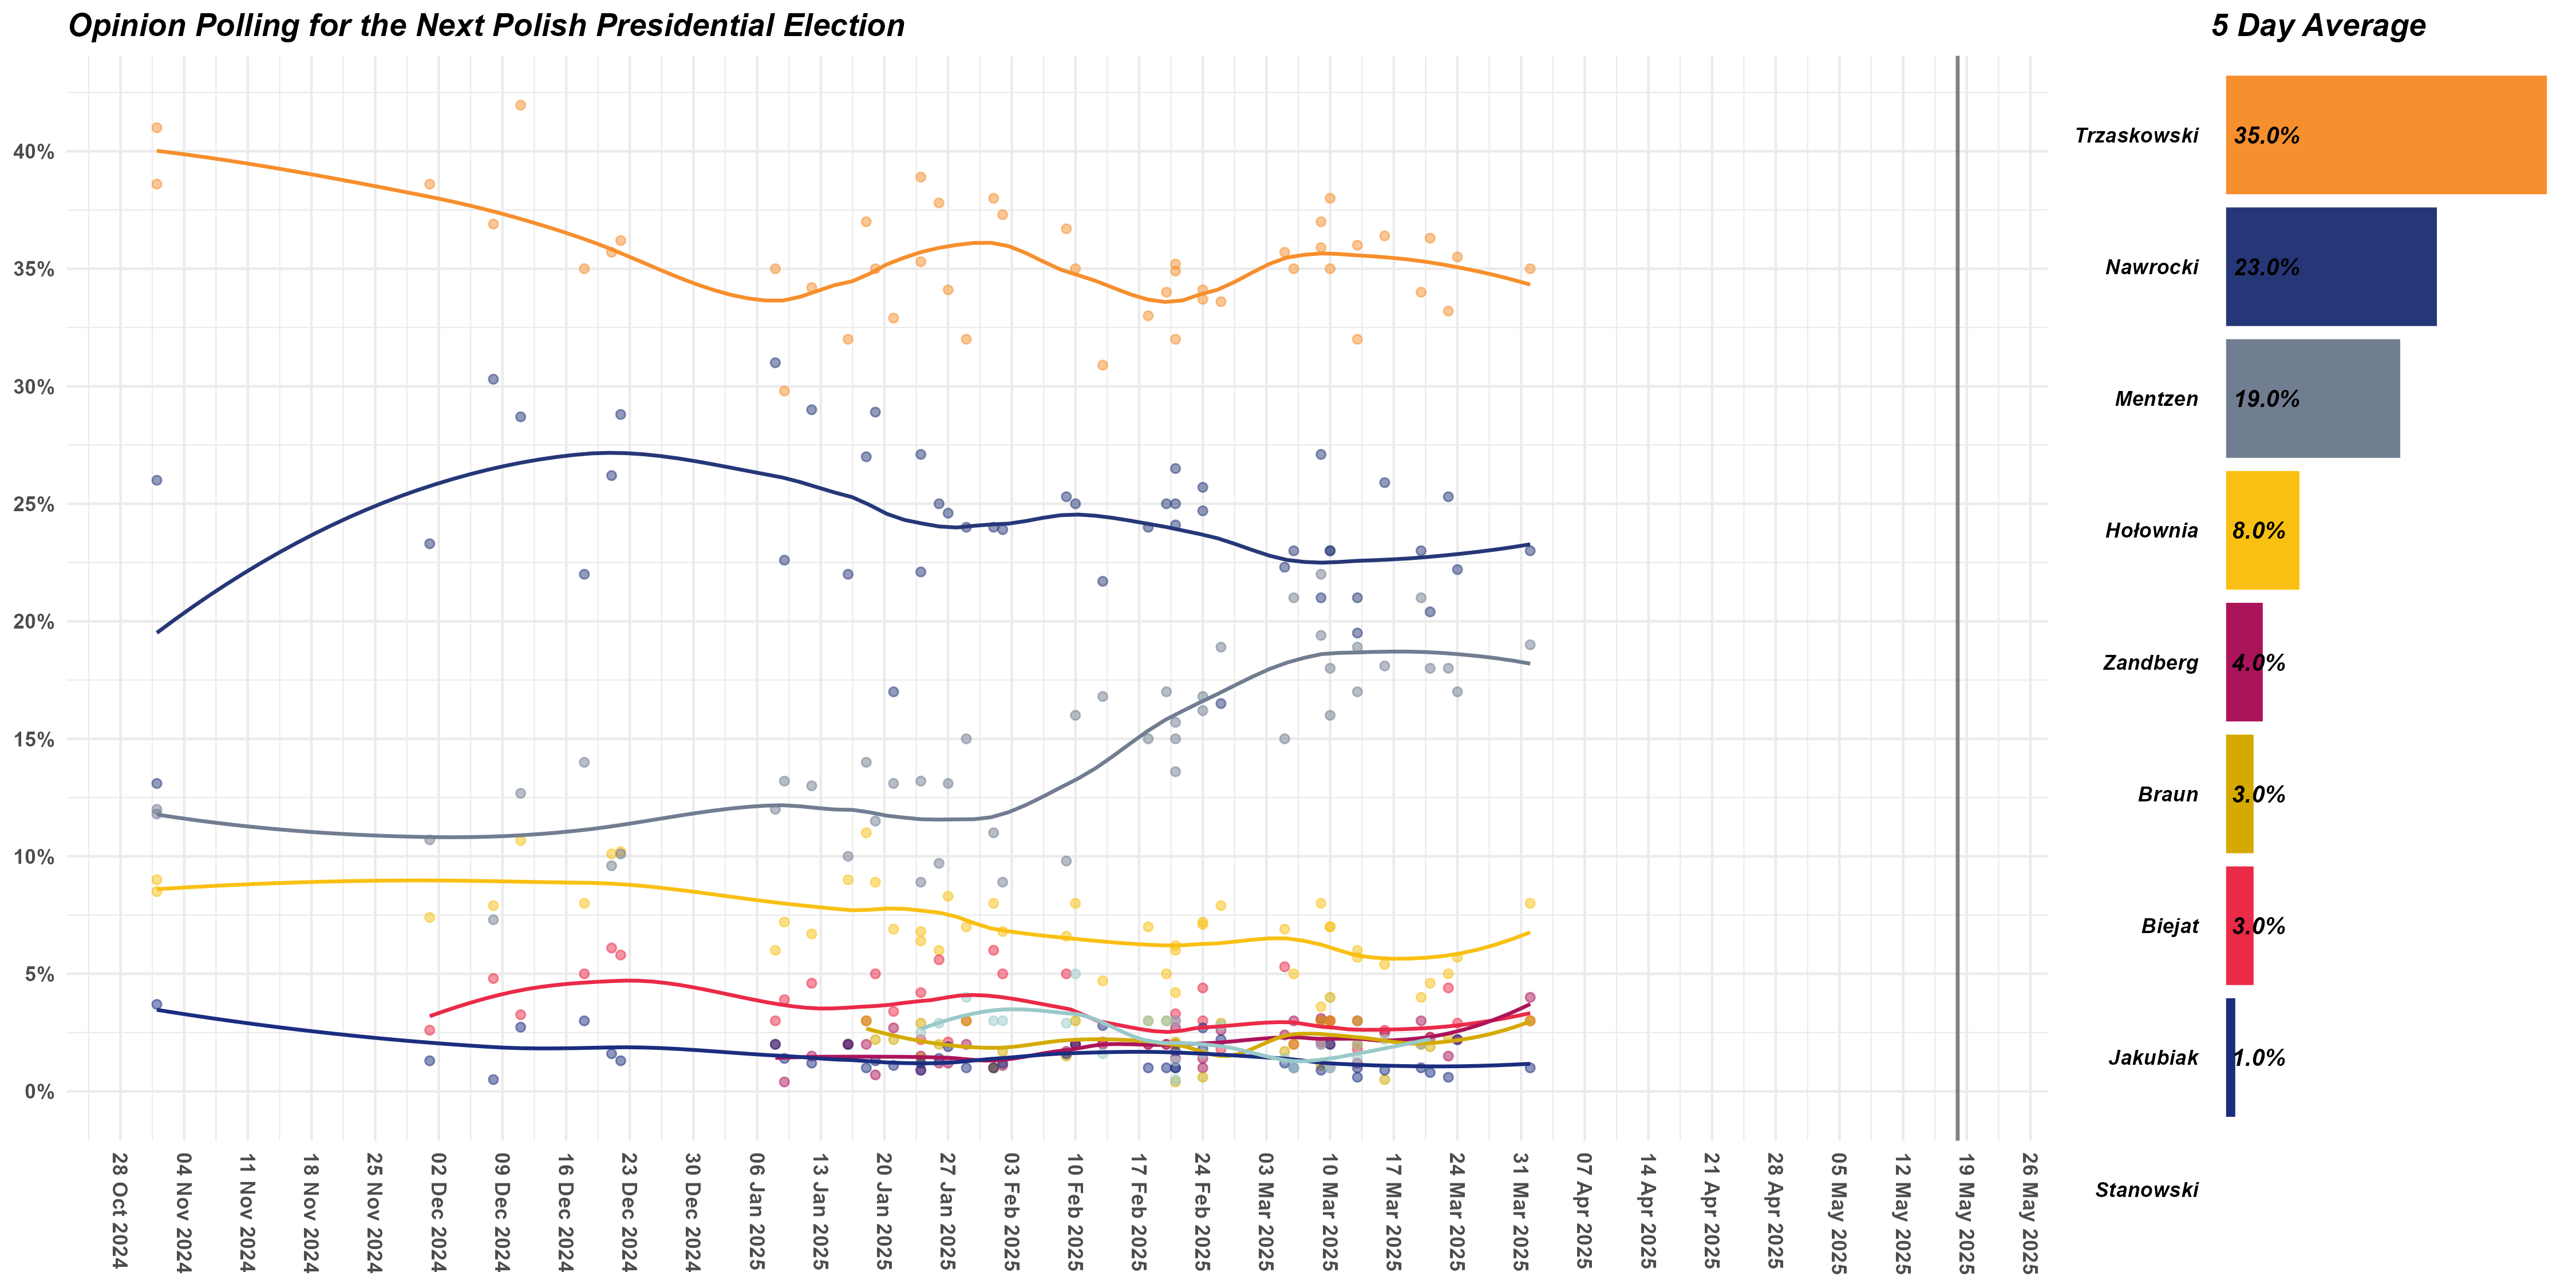 Opinion Polling for the Next Polish Presidential Election
40%
35%
30%
25%
20%
15%
10%
5%
0%
28 Oct 2024
04 Nov 2024
11 Nov 2024
18 Nov 2024
25 Nov 2024
02 Dec 2024
09 Dec 2024
16 Dec 2024
23 Dec 2024
30 Dec 2024
06 Jan 2025
13 Jan 2025
20 Jan 2025
27 Jan 2025
03 Feb 2025
10 Feb 2025
17 Feb 2025
24 Feb 2025
03 Mar 2025
10 Mar 2025
17 Mar 2025
24 Mar 2025
31 Mar 2025
07 Apr 2025
14 Apr 2025
21 Apr 2025
28 Apr 2025
05 May 2025
12 May 2025
19 May 2025
26 May 2025
5 Day Average
Trzaskowski 35.0%
Nawrocki 23.0%
Mentzen 19.0%
Hołownia 8.0%
Zandberg 4.0%
Braun 3.0%
Biejat 3.0%
Jakubiak 1.0%
Stanowski